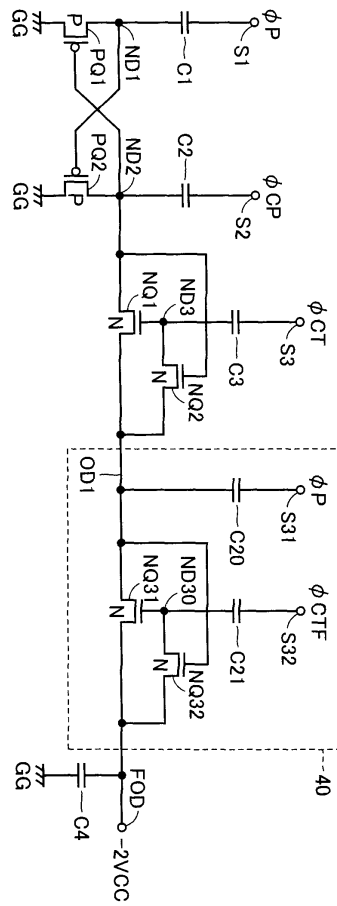 φP
S1
C1
ND1
PQ1
P
GG
φCP
S2
C2
ND2
PQ2
P
GG
φCT
S3
C3
ND3
NQ1
N
NQ2
N
OD1
φP
S31
C20
φCTF
S32
C21
ND30
NQ31
N
NQ32
N
40
FOD
-2VCC
C4
GG